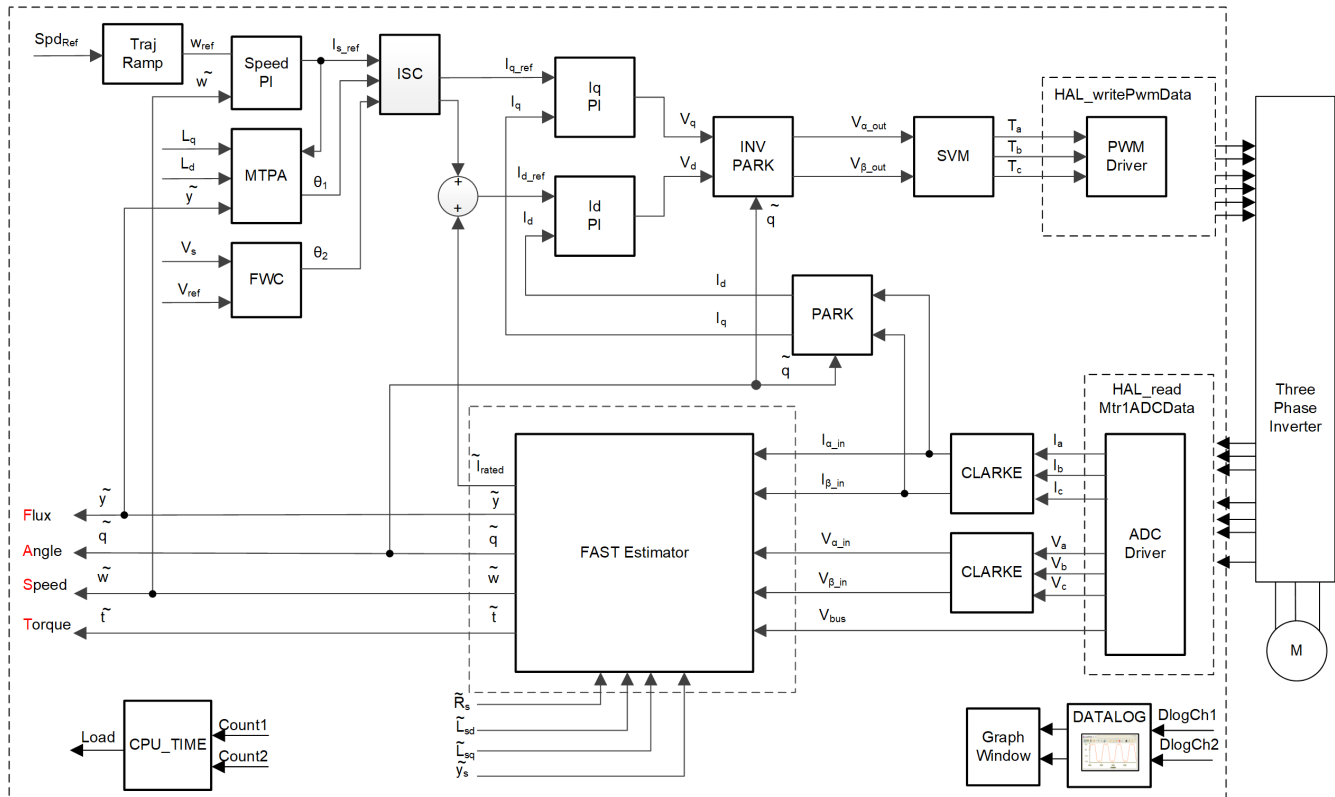 Spd_Ref
Traj
Ramp
w_ref
w̃
Speed
PI
I_s_ref
ISC
L_q
L_d
ỹ
MTPA
θ_1
V_s
V_ref
FWC
θ_2
+
+
I_q_ref
I_q
Iq
PI
I_d_ref
I_d
Id
PI
V_q
V_d
INV
PARK
q̃
V_α_out
V_β_out
SVM
T_a
T_b
T_c
HAL_writePwmData
PWM
Driver
I_d
I_q
PARK
q̃
Three
Phase
Inverter
M
HAL_read
Mtr1ADCData
ADC
Driver
I_a
I_b
I_c
CLARKE
I_α_in
I_β_in
V_a
V_b
V_c
CLARKE
V_α_in
V_β_in
V_bus
FAST Estimator
Ĩ_rated
ỹ
q̃
w̃
t̃
Flux
ỹ
Angle
q̃
Speed
w̃
Torque
t̃
R̃_s
L̃_sd
L̃_sq
ỹ_s
Load
CPU_TIME
Count1
Count2
Graph
Window
DATALOG
DlogCh1
DlogCh2